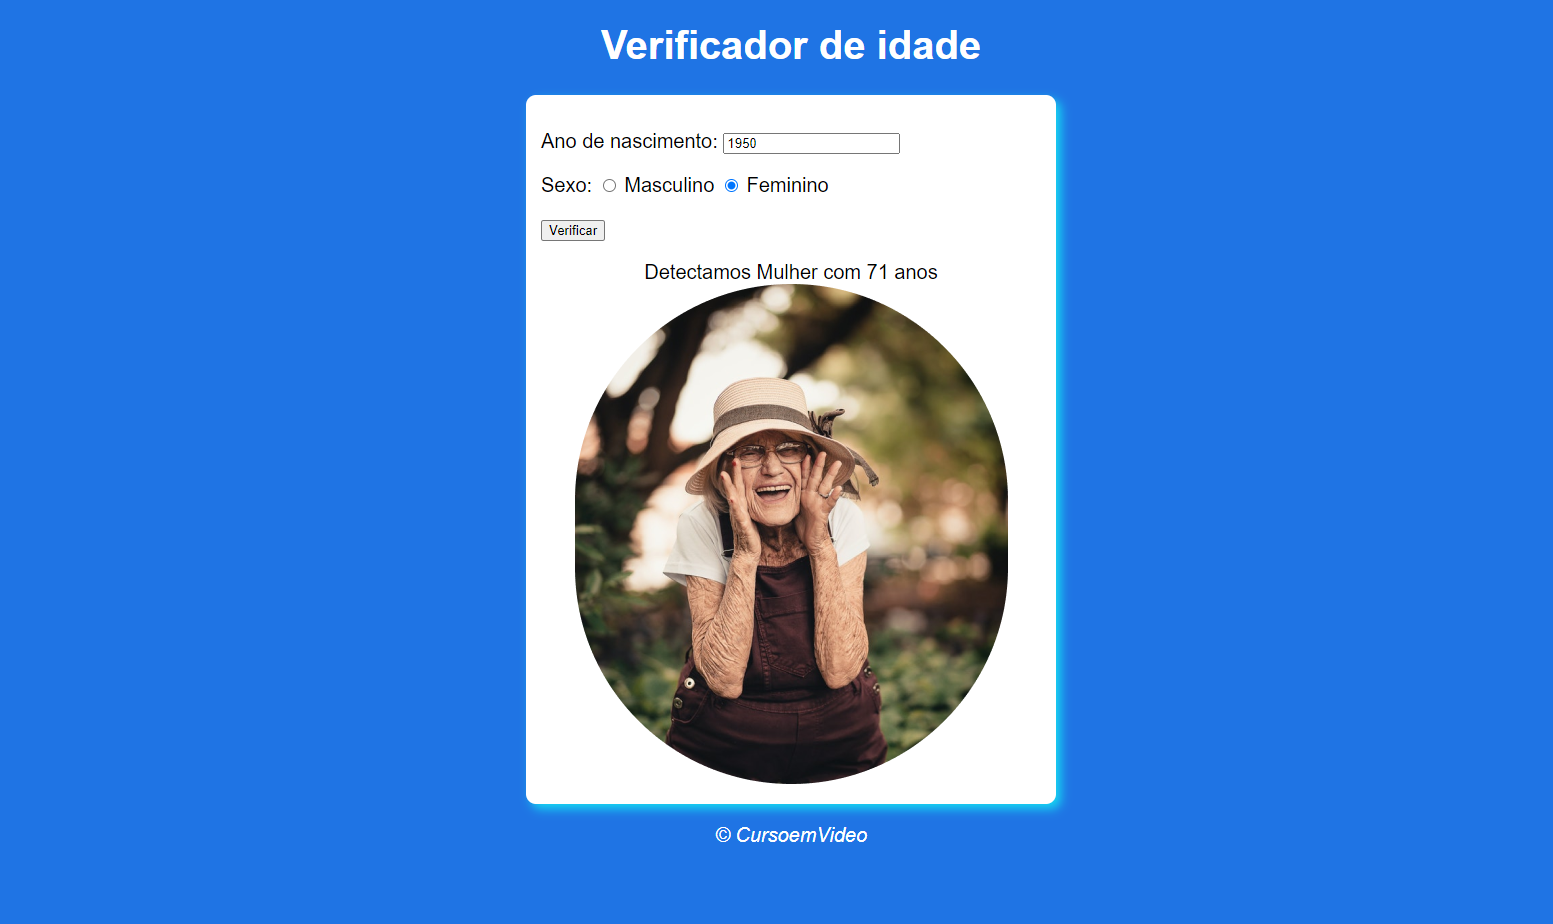 Verificador de idade
Ano de nascimento: 1950
Sexo: Masculino Feminino
Verificar
Detectamos Mulher com 71 anos
© CursoemVideo